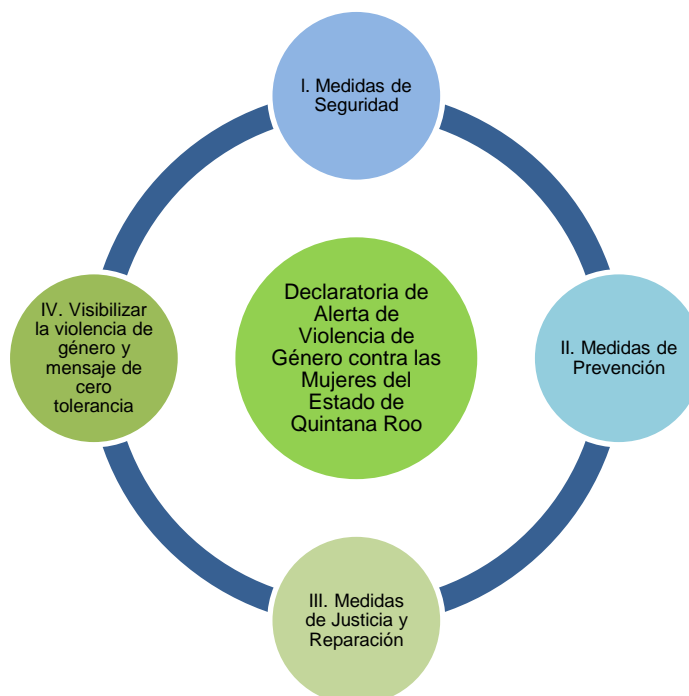 I. Medidas de
Seguridad
Declaratoria de
Alerta de
Violencia de
Género contra las
Mujeres del
Estado de
Quintana Roo
II. Medidas de
Prevención
III. Medidas
de Justicia y
Reparación
IV. Visibilizar
la violencia de
género y
mensaje de
cero
tolerancia